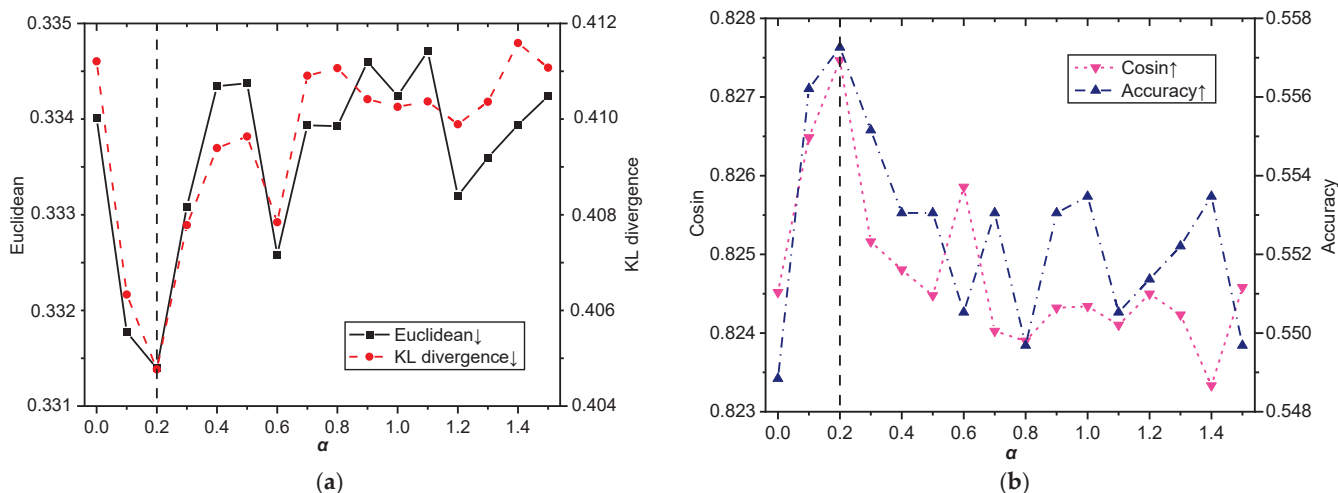 0.335
0.334
0.333
0.332
0.331
Euclidean
0.412
0.410
0.408
0.406
0.404
KL divergence
Euclidean↓
KL divergence↓
0.0 0.2 0.4 0.6 0.8 1.0 1.2 1.4
α
(a)
0.828
0.827
0.826
0.825
0.824
0.823
Cosin
0.558
0.556
0.554
0.552
0.550
0.548
Accuracy
Cosin↑
Accuracy↑
0.0 0.2 0.4 0.6 0.8 1.0 1.2 1.4
α
(b)